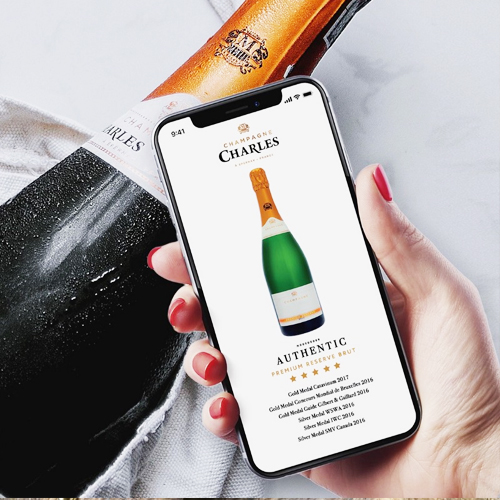 M
CHARLES
9:41
CHAMPAGNE
CHARLES
AUTHENTIC
PREMIUM RESERVE BRUT
Gold Medal Canavinum 2017
Gold Medal Concours Mondial de Bruxelles 2016
Gold Medal Guide Gilbert & Gaillard 2016
Silver Medal WSWA 2016
Silver Medal IWC 2016
Silver Medal SMV Canada 2016